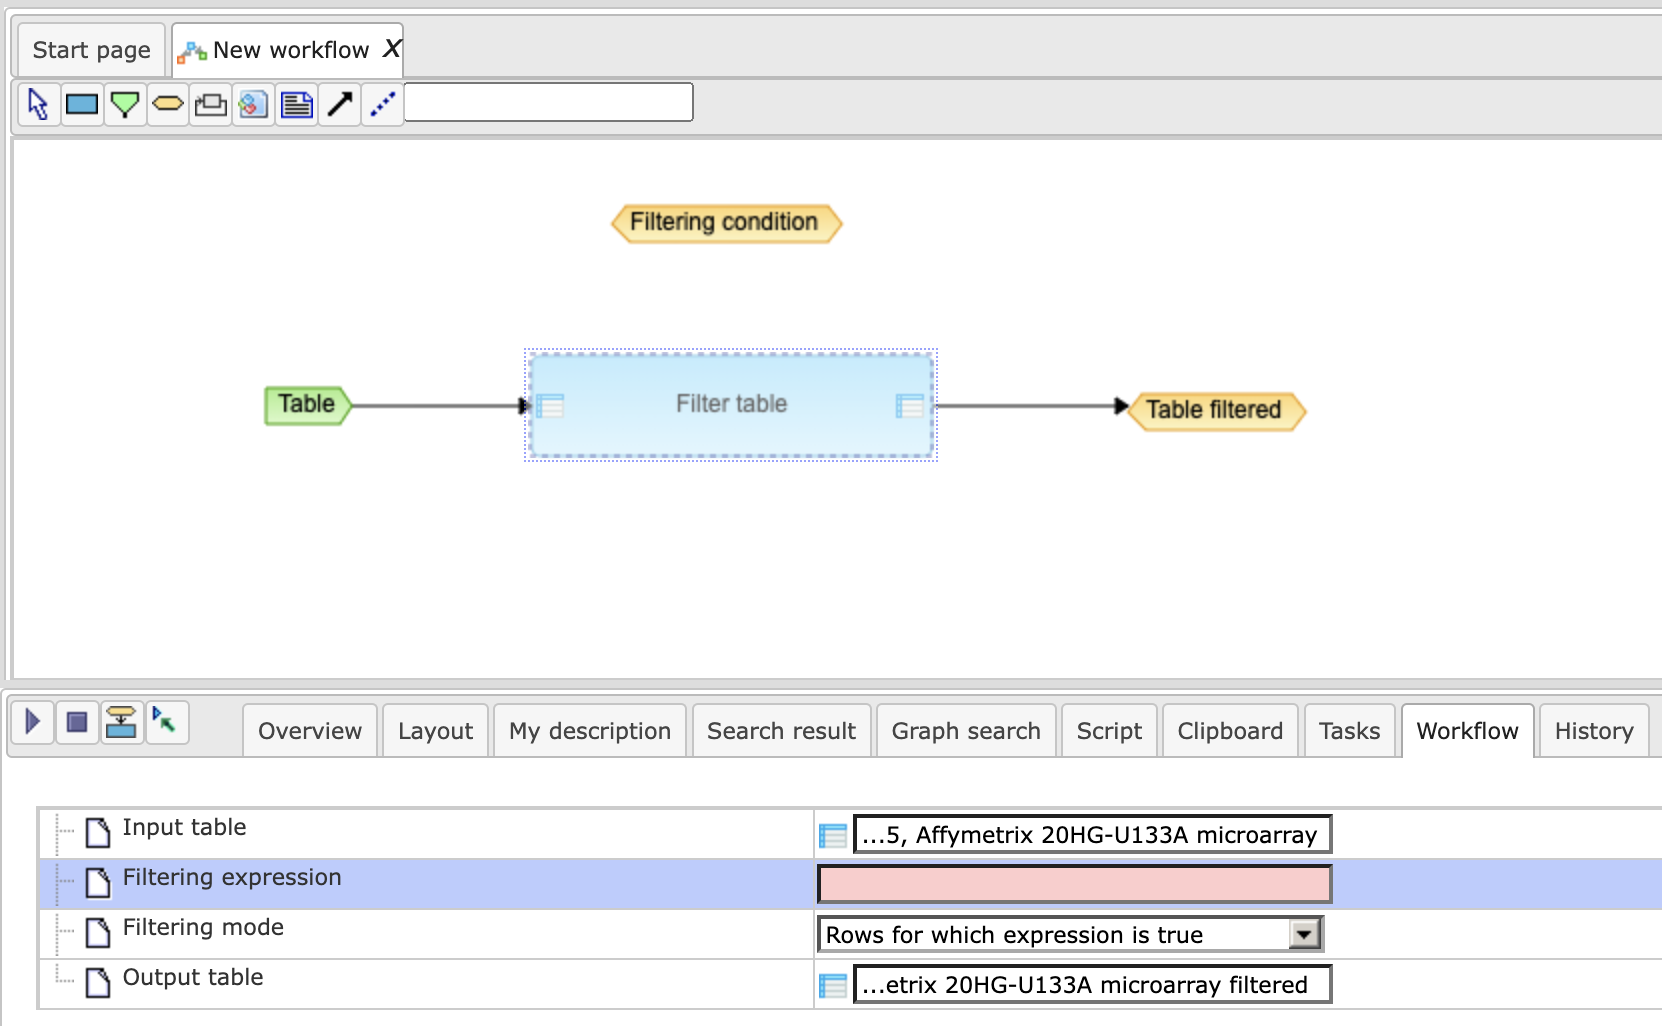 Start page
New workflow X
Filtering condition
Table
Filter table
Table filtered
Overview
Layout
My description
Search result
Graph search
Script
Clipboard
Tasks
Workflow
History
Input table
...5, Affymetrix 20HG-U133A microarray
Filtering expression
Filtering mode
Rows for which expression is true
Output table
...etrix 20HG-U133A microarray filtered